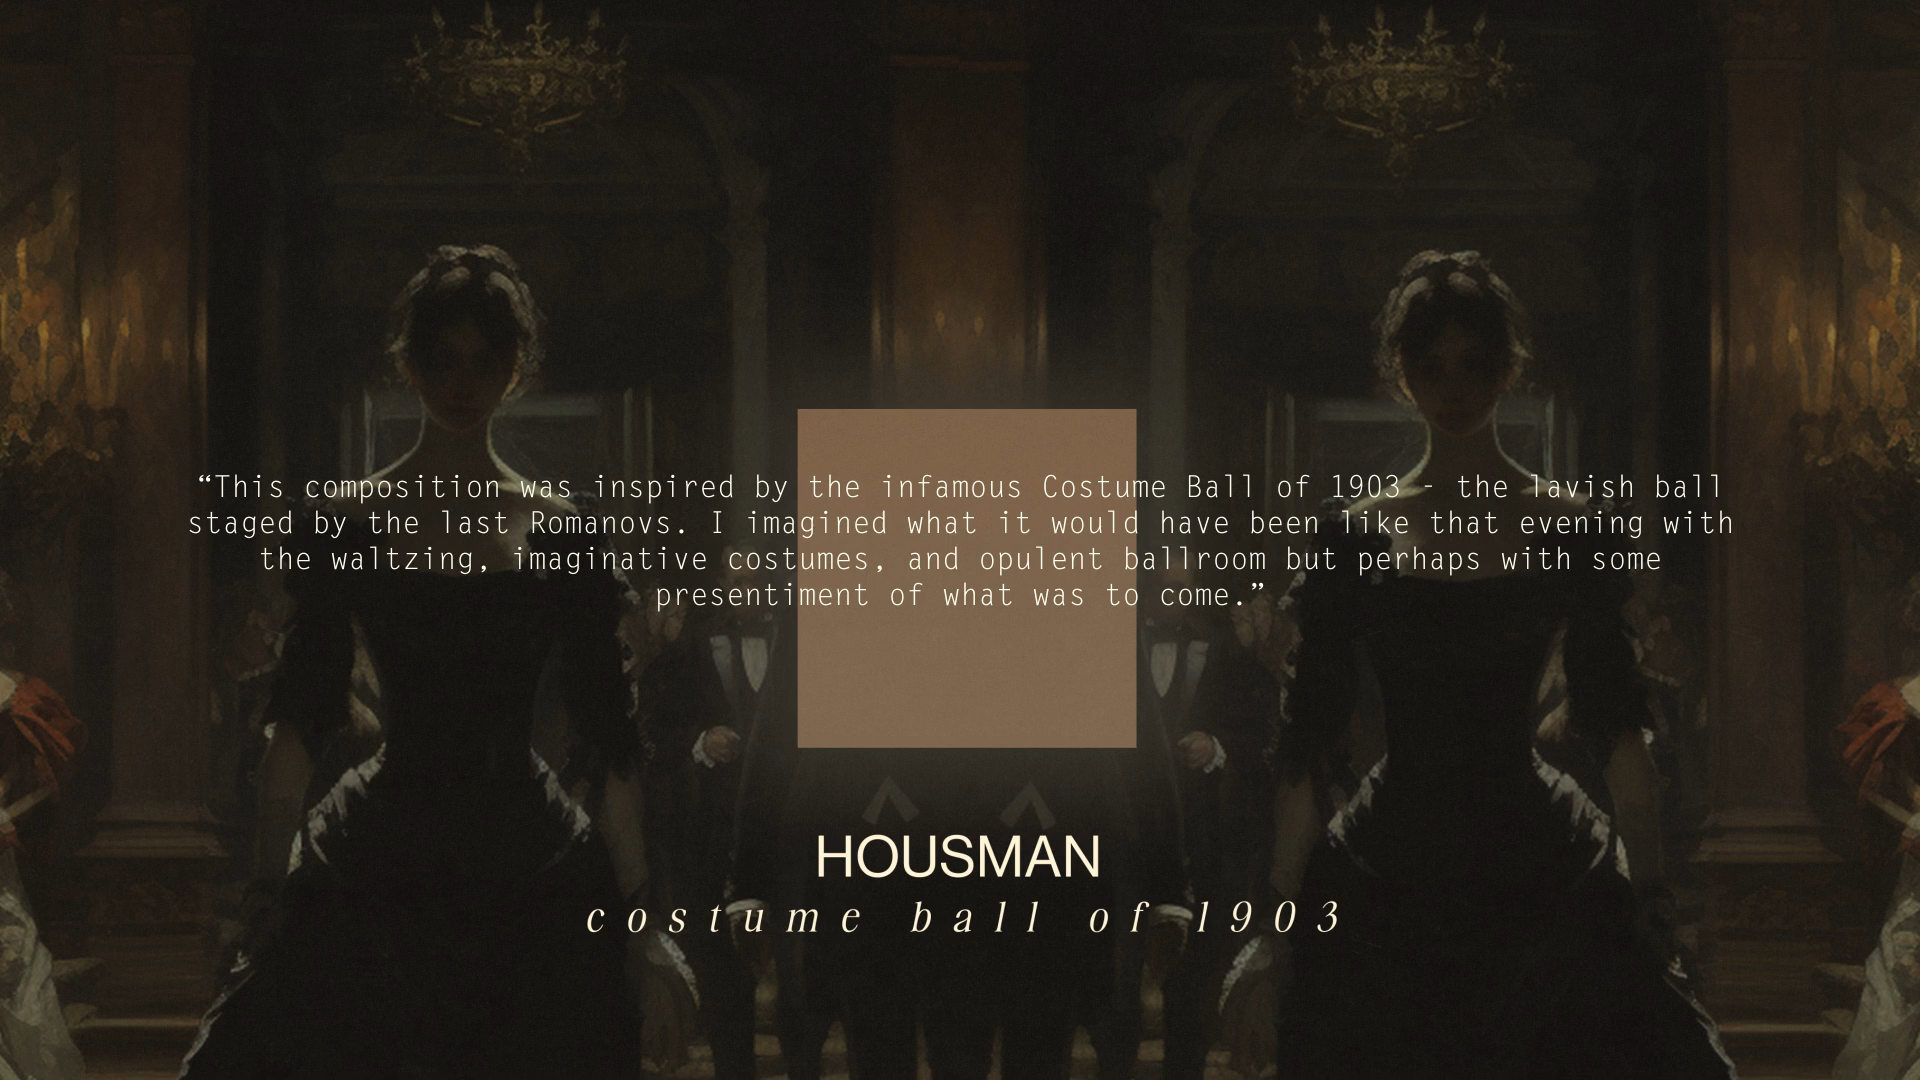 “This composition was inspired by the infamous Costume Ball of 1903 - the lavish ball
staged by the last Romanovs. I imagined what it would have been like that evening with
the waltzing, imaginative costumes, and opulent ballroom but perhaps with some
presentiment of what was to come.”
HOUSMAN
costume ball of 1903